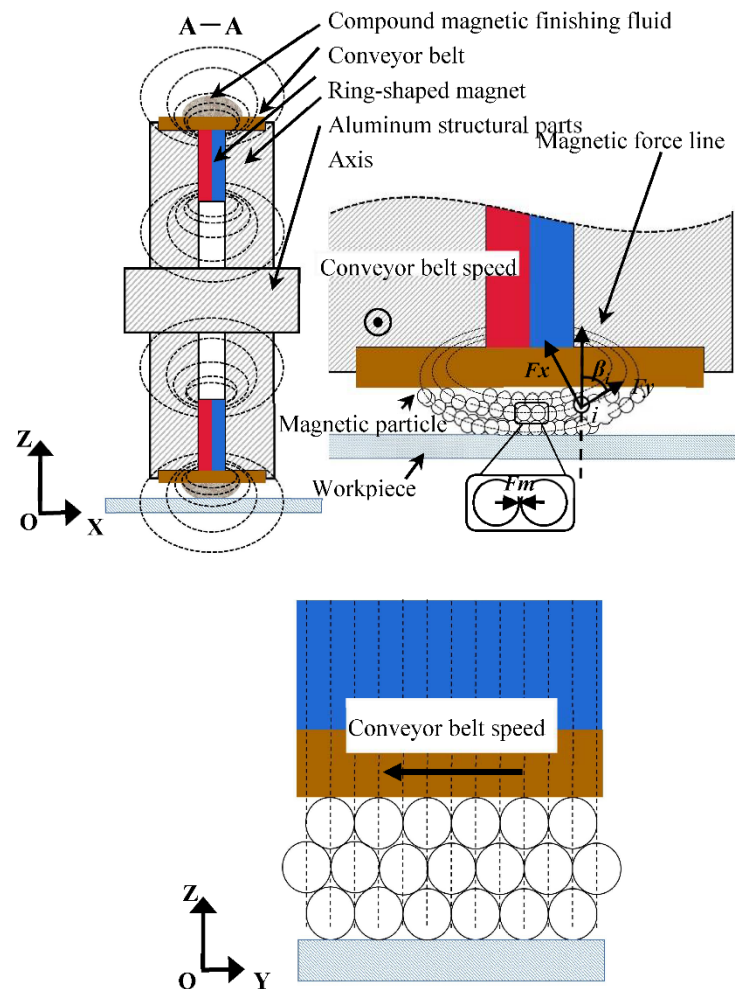 A－A
Compound magnetic finishing fluid
Conveyor belt
Ring-shaped magnet
Aluminum structural parts
Axis
Magnetic force line
Conveyor belt speed
Fx
βi
Fy
i
Magnetic particle
Workpiece
Fm
Z
O
X
Conveyor belt speed
Z
O
Y